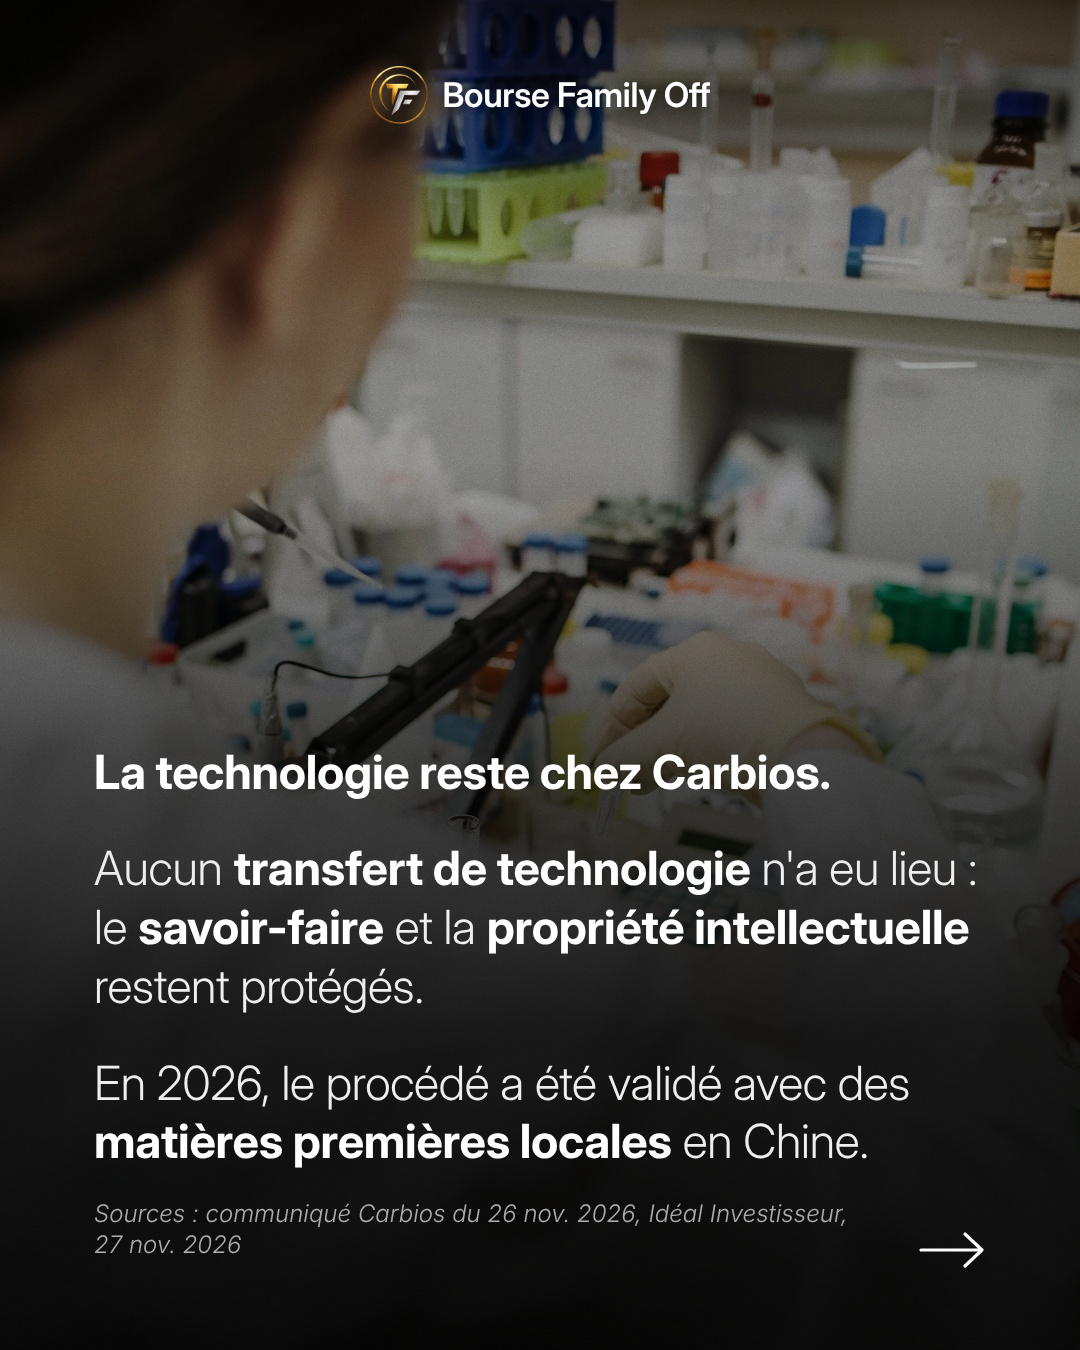 TF
Bourse Family Off
La technologie reste chez Carbios.
Aucun transfert de technologie n'a eu lieu :
le savoir-faire et la propriété intellectuelle
restent protégés.
En 2026, le procédé a été validé avec des
matières premières locales en Chine.
Sources : communiqué Carbios du 26 nov. 2026, Idéal Investisseur,
27 nov. 2026